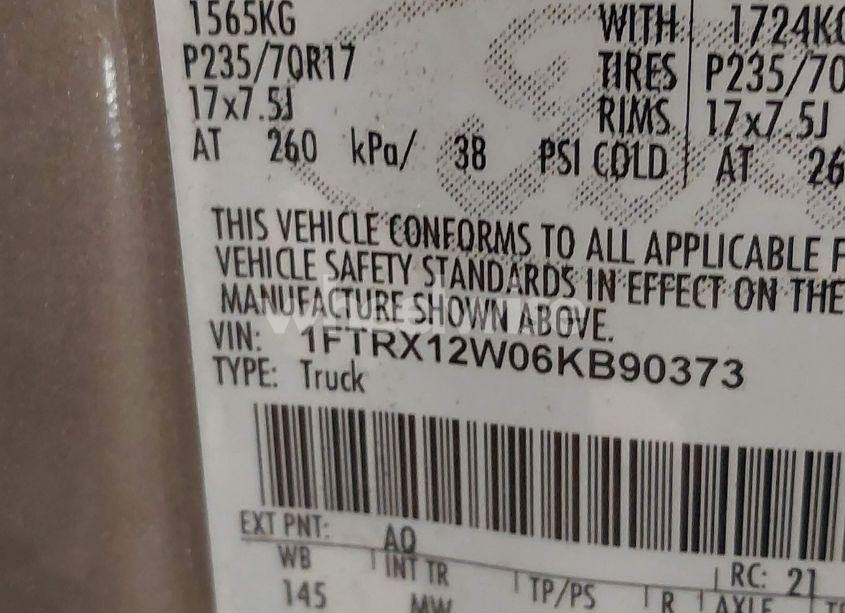 1565KG WITH 1724KG
P235/70R17 TIRES P235/70
17x7.5J RIMS 17x7.5J
AT 260 kPa/ 38 PSI COLD AT 26
THIS VEHICLE CONFORMS TO ALL APPLICABLE F
VEHICLE SAFETY STANDARDS IN EFFECT ON THE
MANUFACTURE SHOWN ABOVE.
VIN: 1FTRX12W06KB90373
TYPE: Truck
EXT PNT: AQ RC: 21
WB INT TR TP/PS R AXLE
145 MW